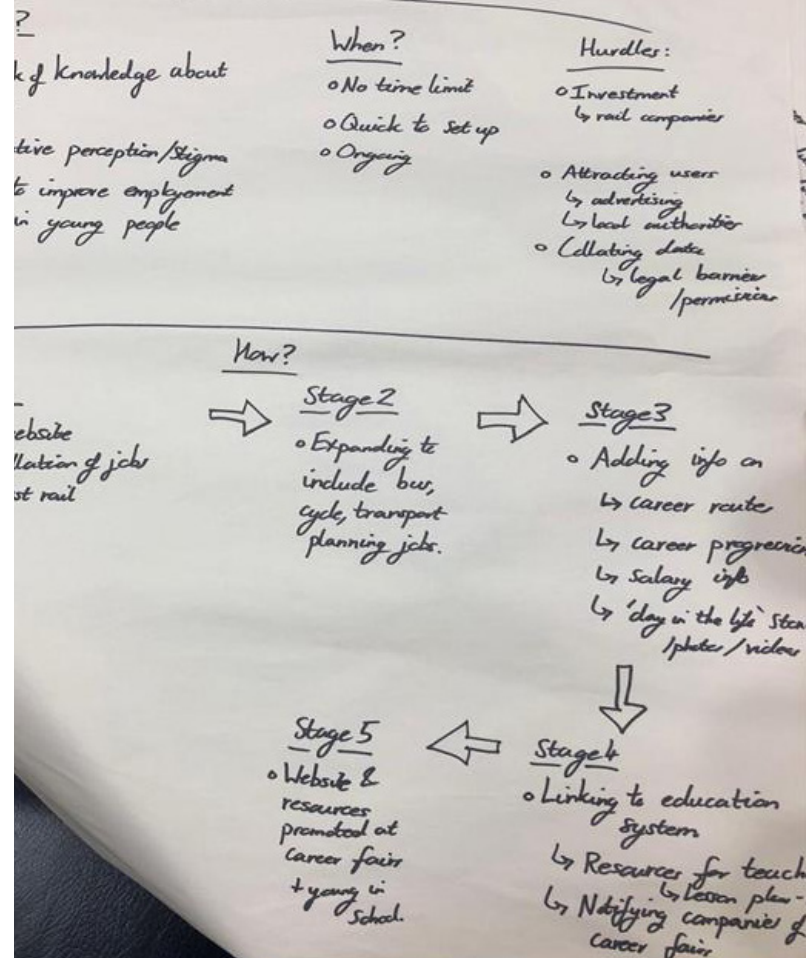 ?
k of knowledge about
tive perception/stigma
to improve employment
in young people
When?
o No time limit
o Quick to set up
o Ongoing
Hurdles:
o Investment
↳ rail companies
o Attracting users
↳ advertising
↳ local authorities
o Collating data
↳ legal barrier
/permission
How?
ebsite
llation of jobs
st rail
Stage 2
o Expanding to
include bus,
cycle, transport
planning jobs.
Stage 3
o Adding info on
↳ career route
↳ career progression
↳ salary info
↳ 'day in the life'
/photos/videos
Stage 4
o Linking to education
system
↳ Resources for teach
↳ lesson plan-
↳ Notifying companies of
career fairs
Stage 5
o Website &
resources
promoted at
career fairs
+ young in
school.